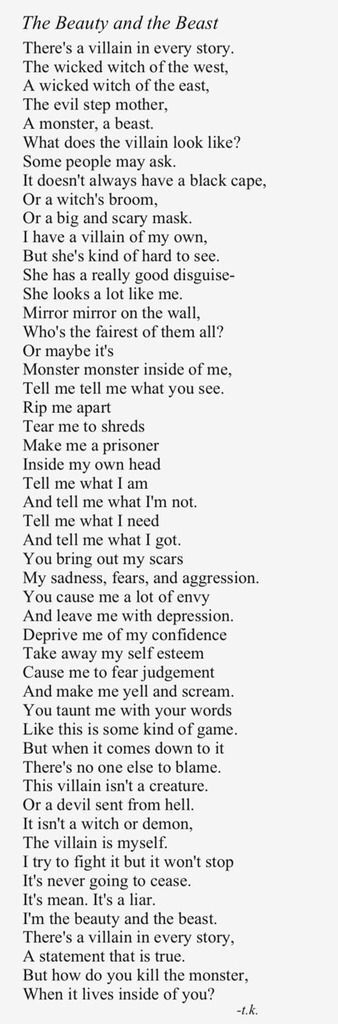 The Beauty and the Beast
There's a villain in every story.
The wicked witch of the west,
A wicked witch of the east,
The evil step mother,
A monster, a beast.
What does the villain look like?
Some people may ask.
It doesn't always have a black cape,
Or a witch's broom,
Or a big and scary mask.
I have a villain of my own,
But she's kind of hard to see.
She has a really good disguise-
She looks a lot like me.
Mirror mirror on the wall,
Who's the fairest of them all?
Or maybe it's
Monster monster inside of me,
Tell me tell me what you see.
Rip me apart
Tear me to shreds
Make me a prisoner
Inside my own head
Tell me what I am
And tell me what I'm not.
Tell me what I need
And tell me what I got.
You bring out my scars
My sadness, fears, and aggression.
You cause me a lot of envy
And leave me with depression.
Deprive me of my confidence
Take away my self esteem
Cause me to fear judgement
And make me yell and scream.
You taunt me with your words
Like this is some kind of game.
But when it comes down to it
There's no one else to blame.
This villain isn't a creature.
Or a devil sent from hell.
It isn't a witch or demon,
The villain is myself.
I try to fight it but it won't stop
It's never going to cease.
It's mean. It's a liar.
I'm the beauty and the beast.
There's a villain in every story,
A statement that is true.
But how do you kill the monster,
When it lives inside of you?
-t.k.